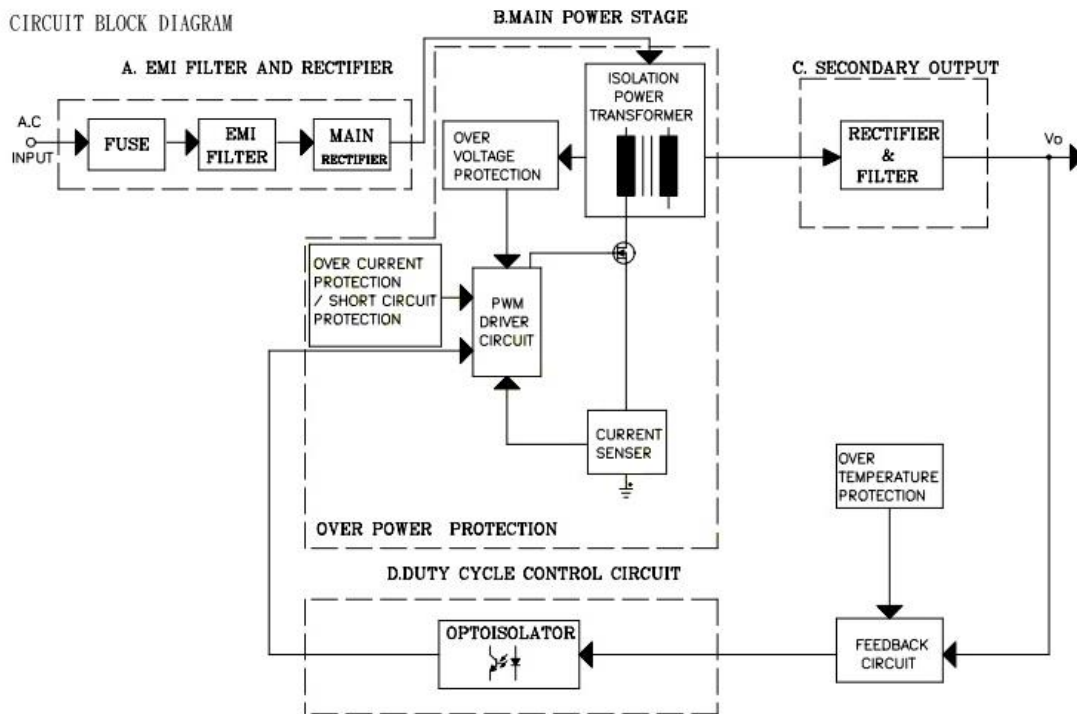 CIRCUIT BLOCK DIAGRAM
B.MAIN POWER STAGE
A. EMI FILTER AND RECTIFIER
C. SECONDARY OUTPUT
A.C
INPUT
FUSE
EMI
FILTER
MAIN
RECTIFIER
OVER
VOLTAGE
PROTECTION
ISOLATION
POWER
TRANSFORMER
RECTIFIER
&
FILTER
Vo
OVER CURRENT
PROTECTION
/ SHORT CIRCUIT
PROTECTION
PWM
DRIVER
CIRCUIT
CURRENT
SENSER
OVER POWER PROTECTION
OVER
TEMPERATURE
PROTECTION
D.DUTY CYCLE CONTROL CIRCUIT
OPTOISOLATOR
FEEDBACK
CIRCUIT